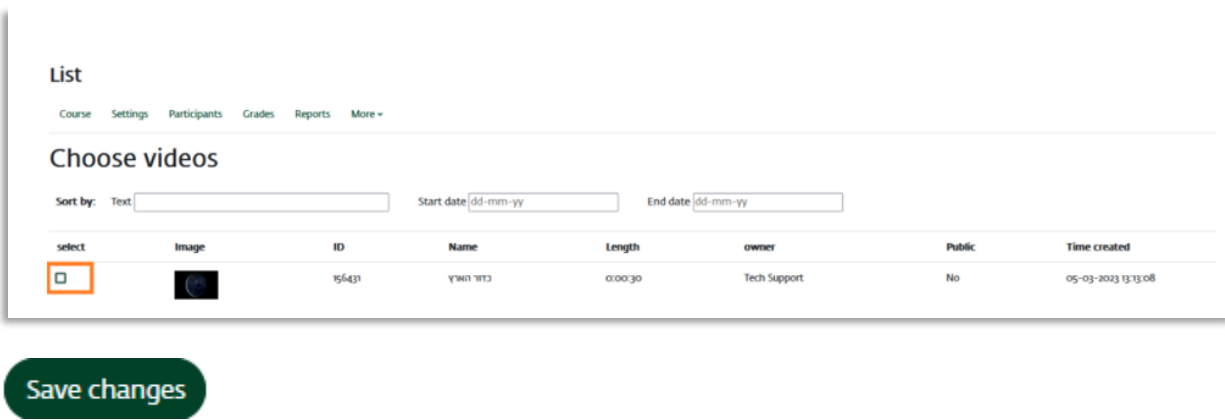 List
Course Settings Participants Grades Reports More
Choose videos
Sort by: Text Start date dd-mm-yy End date dd-mm-yy
select Image ID Name Length owner Public Time created
156431 כדור הארץ 0:00:30 Tech Support No 05-03-2023 13:13:08
Save changes